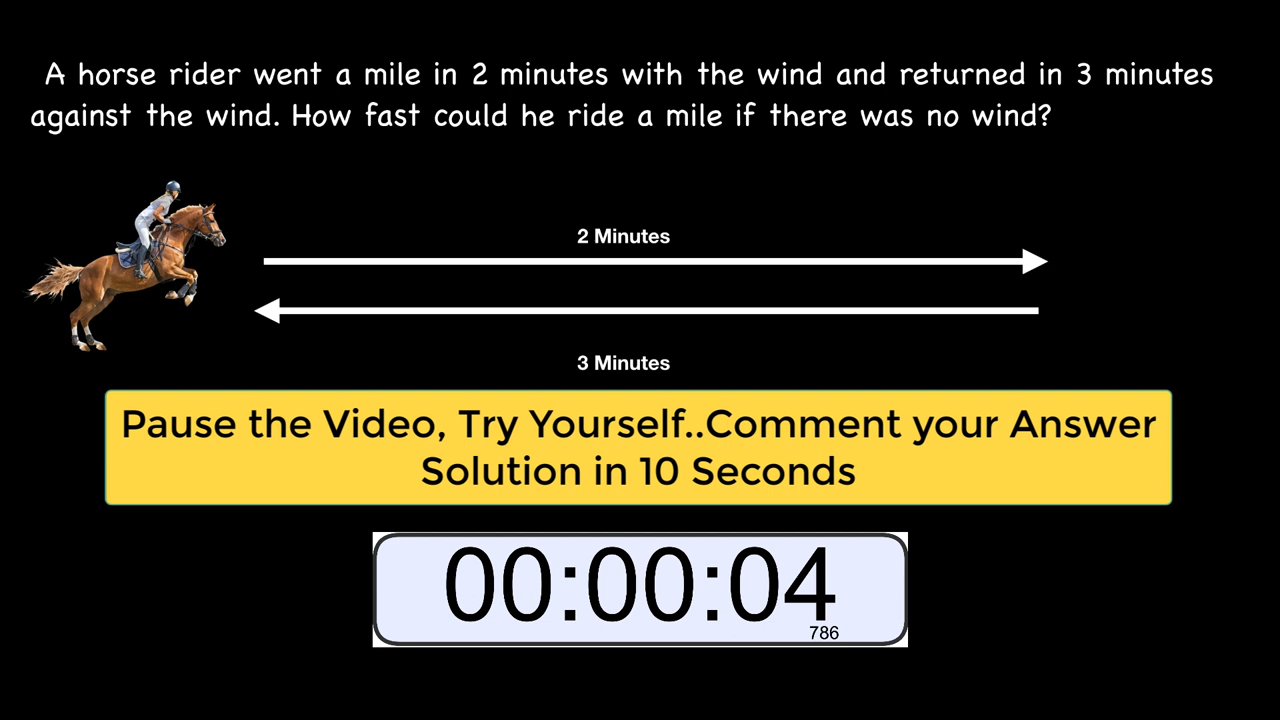 A horse rider went a mile in 2 minutes with the wind and returned in 3 minutes
against the wind. How fast could he ride a mile if there was no wind?
2 Minutes
3 Minutes
Pause the Video, Try Yourself..Comment your Answer
Solution in 10 Seconds
00:00:04
786